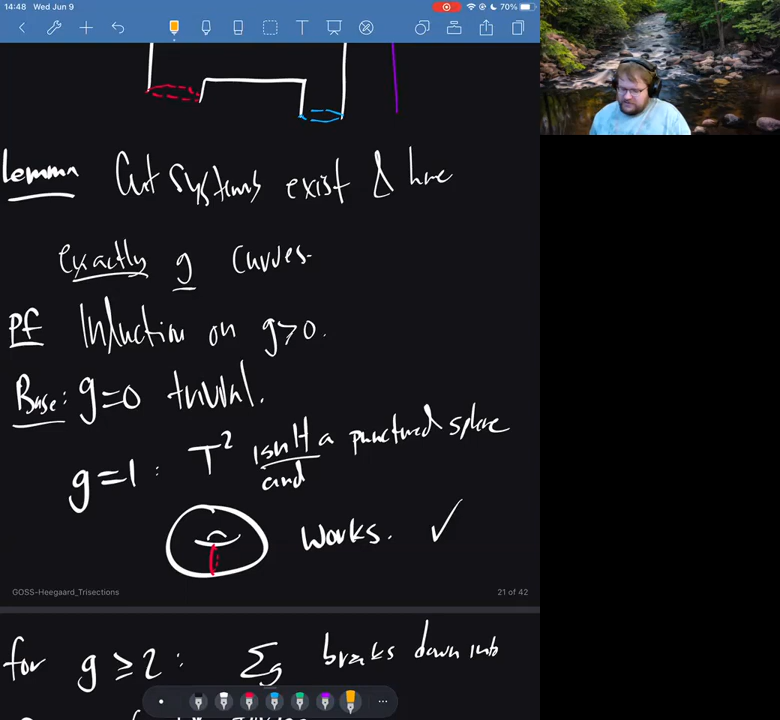 14:48 Wed Jun 9
70%
Lemma Cut systems exist & have
exactly g curves.
Pf Induction on g>0.
Base: g=0 trivial.
g=1: T² isn't a punctured sphere
and
works. ✓
GOSS-Heegaard_Trisections
21 of 42
for g ≥ 2: Σg breaks down into